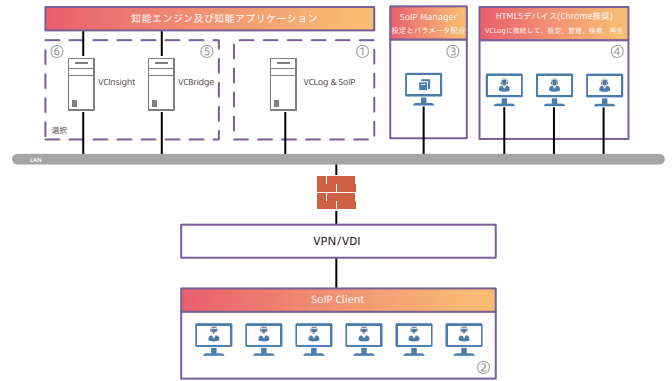 知能エンジン及び知能アプリケーション
SoIP Manager
設定とパラメータ配分
HTML5デバイス(Chrome推奨)
VCLogに接続して、設定、管理、検索、再生
⑥
⑤
①
③
④
VCInsight
VCBridge
VCLog & SoIP
選択
LAN
VPN/VDI
SoIP Client
②